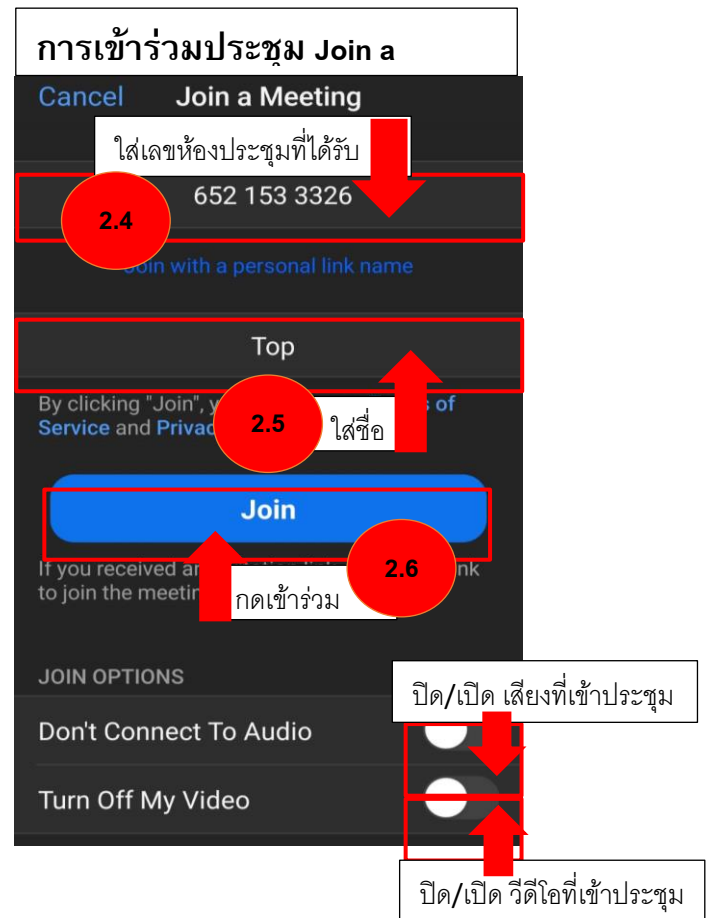 การเข้าร่วมประชุม Join a
Cancel Join a Meeting
ใส่เลขห้องประชุมที่ได้รับ
652 153 3326
2.4
with a personal link name
Top
By clicking "Join", of
Service and
2.5
ใส่ชื่อ
Join
2.6
If you received
to join the
กดเข้าร่วม
JOIN OPTIONS
ปิด/เปิด เสียงที่เข้าประชุม
Don't Connect To Audio
Turn Off My Video
ปิด/เปิด วีดีโอที่เข้าประชุม